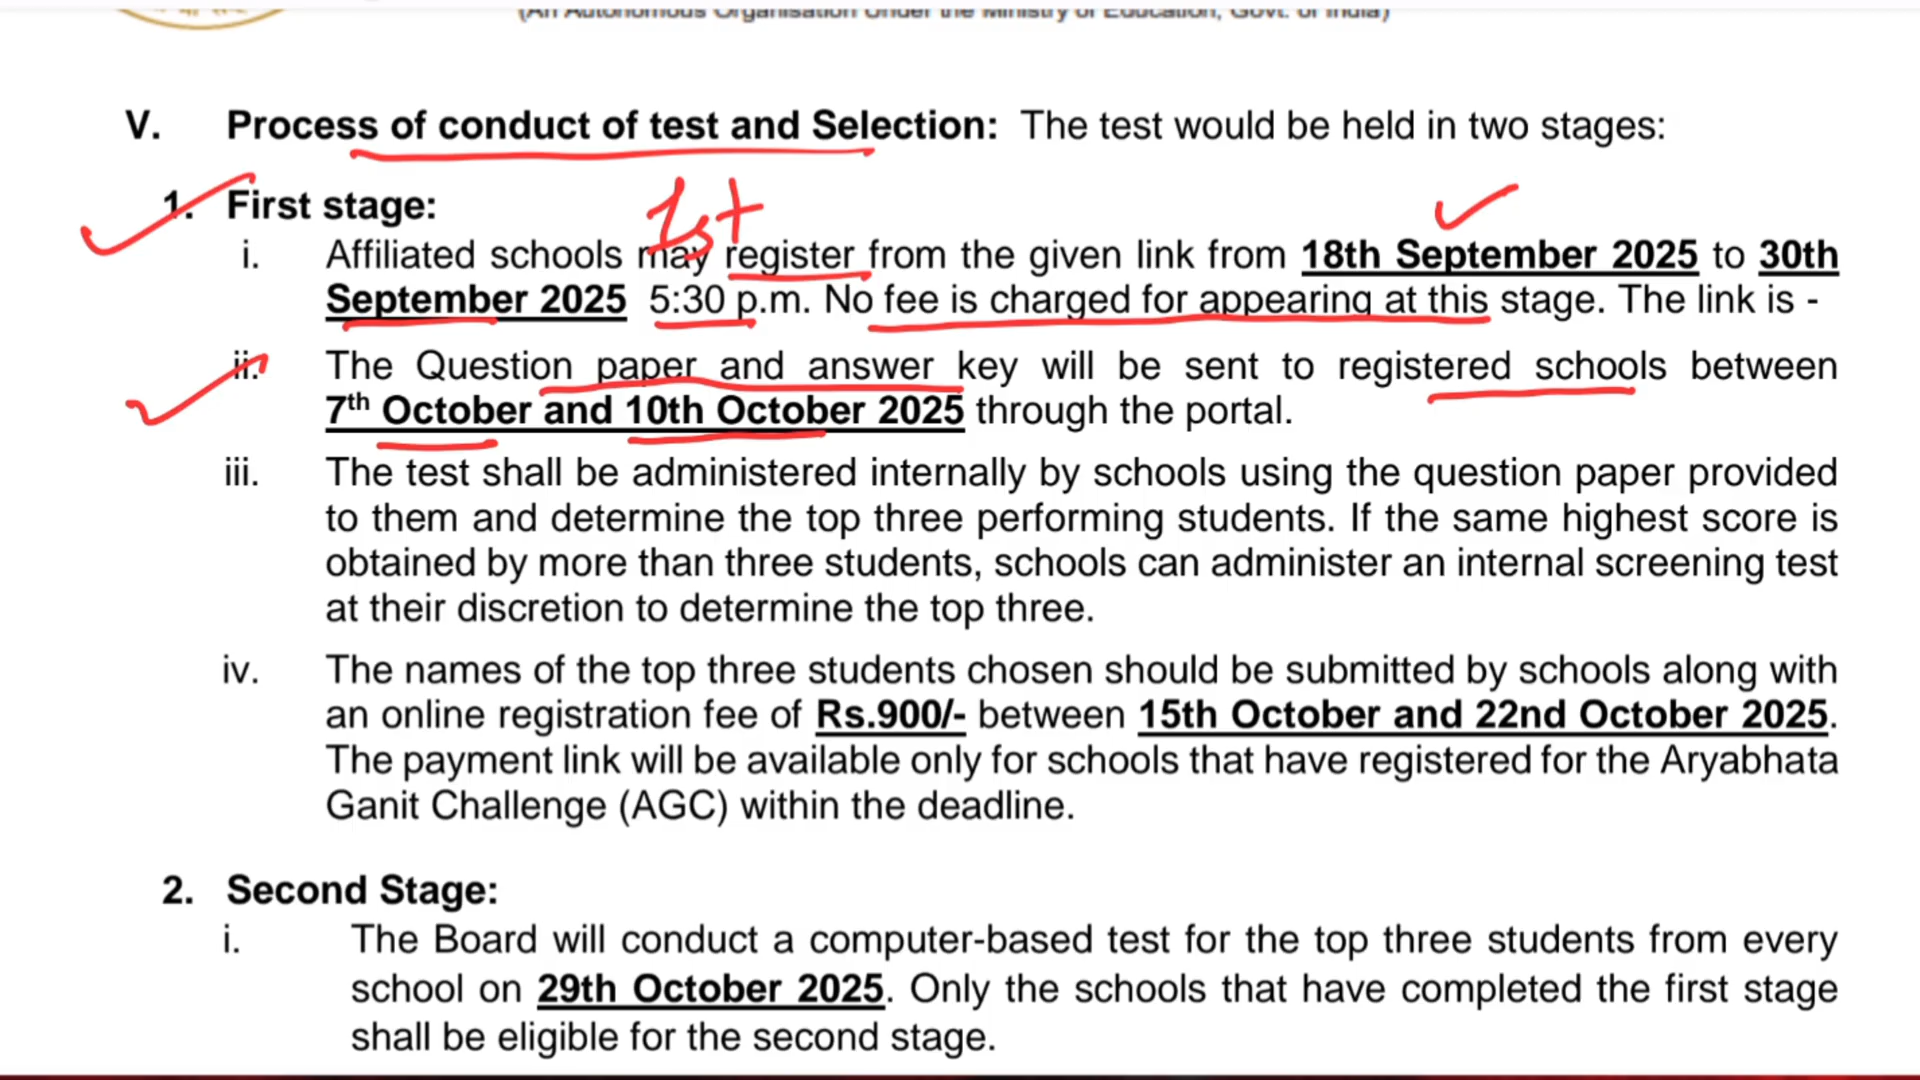 (An Autonomous Organisation Under the Ministry of Education, Govt. of India)
V. Process of conduct of test and Selection: The test would be held in two stages:
1. First stage:
1st
i. Affiliated schools may register from the given link from 18th September 2025 to 30th
September 2025 5:30 p.m. No fee is charged for appearing at this stage. The link is -
ii. The Question paper and answer key will be sent to registered schools between
7th October and 10th October 2025 through the portal.
iii. The test shall be administered internally by schools using the question paper provided
to them and determine the top three performing students. If the same highest score is
obtained by more than three students, schools can administer an internal screening test
at their discretion to determine the top three.
iv. The names of the top three students chosen should be submitted by schools along with
an online registration fee of Rs.900/- between 15th October and 22nd October 2025.
The payment link will be available only for schools that have registered for the Aryabhata
Ganit Challenge (AGC) within the deadline.
2. Second Stage:
i. The Board will conduct a computer-based test for the top three students from every
school on 29th October 2025. Only the schools that have completed the first stage
shall be eligible for the second stage.